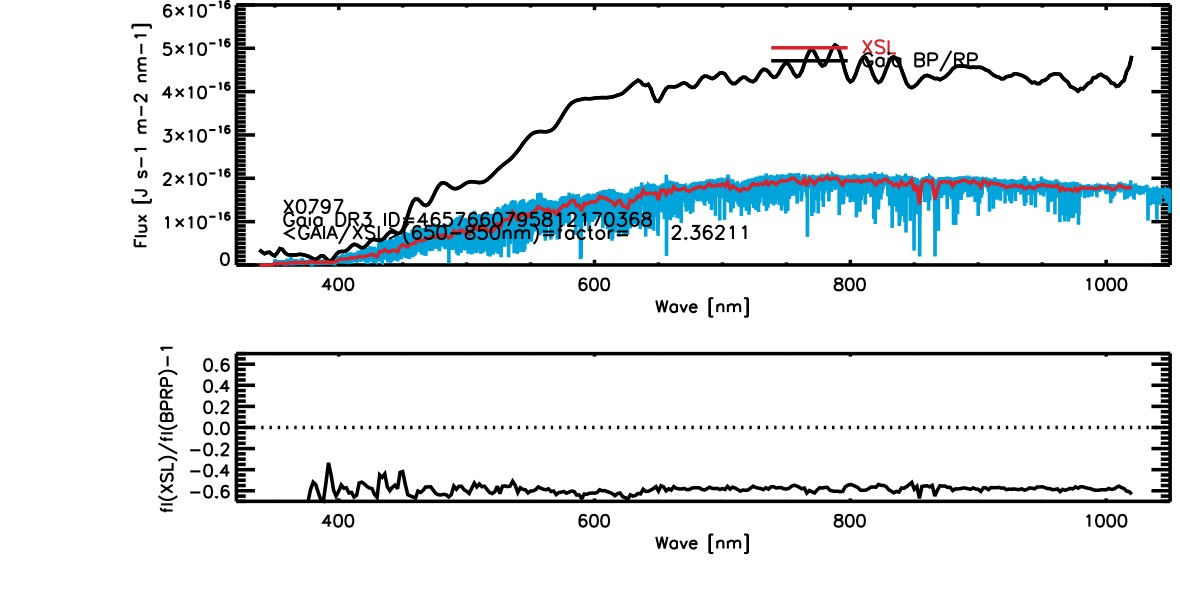 6×10−16
5×10−16
4×10−16
3×10−16
2×10−16
1×10−16
0
Flux [J s−1 m−2 nm−1]
XSL
Gaia BP/RP
X0797
Gaia DR3 ID=4657660795812170368
<GAIA/XSL>(650−850nm)=factor= 2.36211
400 600 800 1000
Wave [nm]
0.6
0.4
0.2
0.0
−0.2
−0.4
−0.6
fl(XSL)/fl(BPRP)−1
400 600 800 1000
Wave [nm]